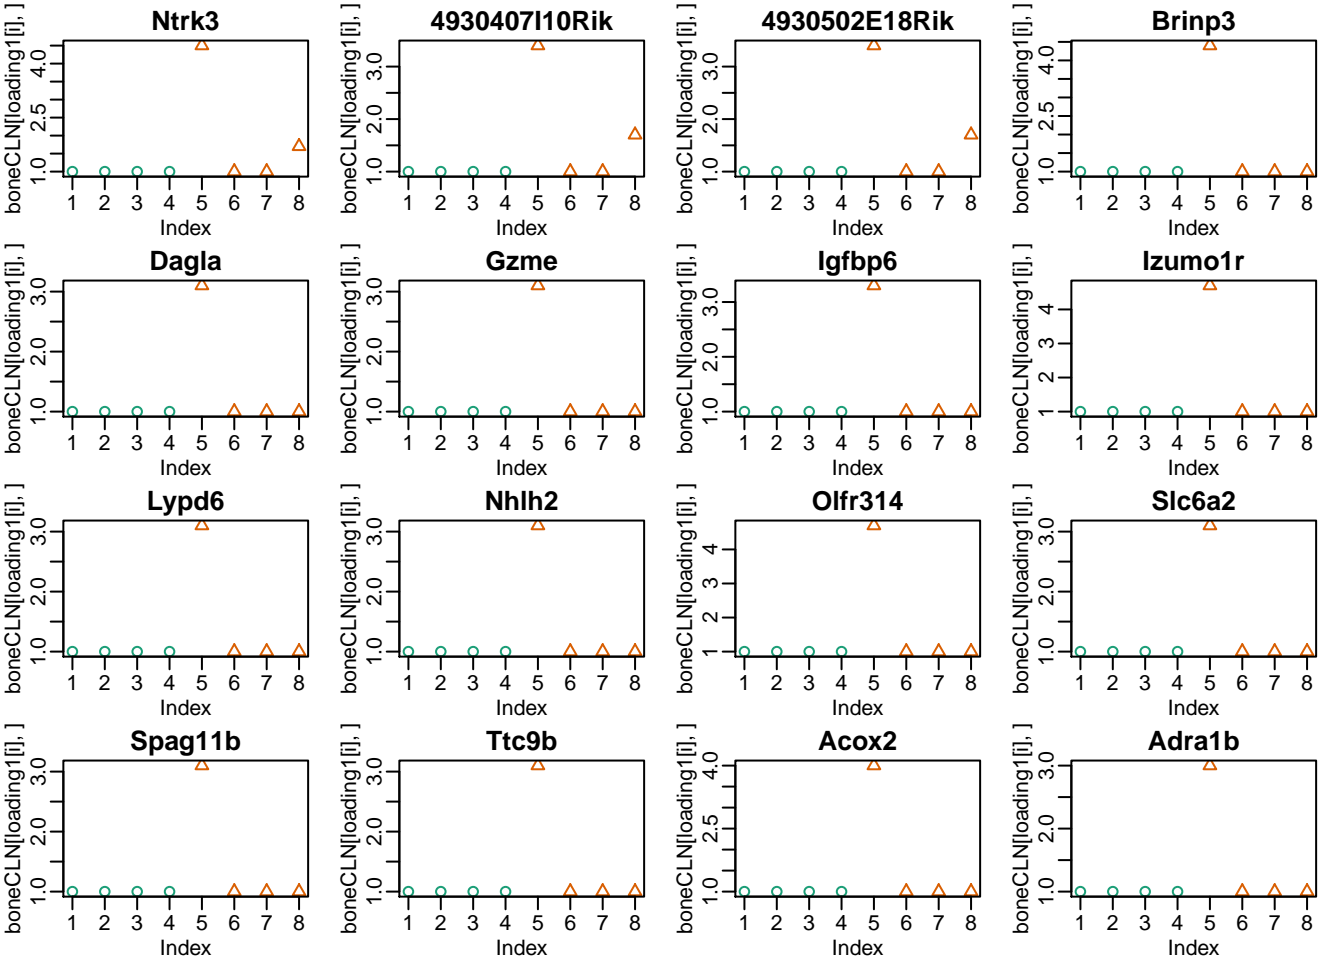 Ntrk3
boneCLN[loading1[i], ]
1.0 2.5 4.0
1 2 3 4 5 6 7 8
Index
4930407I10Rik
boneCLN[loading1[i], ]
1.0 2.0 3.0
1 2 3 4 5 6 7 8
Index
4930502E18Rik
boneCLN[loading1[i], ]
1.0 2.0 3.0
1 2 3 4 5 6 7 8
Index
Brinp3
boneCLN[loading1[i], ]
1.0 2.5 4.0
1 2 3 4 5 6 7 8
Index
Dagla
boneCLN[loading1[i], ]
1.0 2.0 3.0
1 2 3 4 5 6 7 8
Index
Gzme
boneCLN[loading1[i], ]
1.0 2.0 3.0
1 2 3 4 5 6 7 8
Index
Igfbp6
boneCLN[loading1[i], ]
1.0 2.0 3.0
1 2 3 4 5 6 7 8
Index
Izumo1r
boneCLN[loading1[i], ]
1 2 3 4
1 2 3 4 5 6 7 8
Index
Lypd6
boneCLN[loading1[i], ]
1.0 2.0 3.0
1 2 3 4 5 6 7 8
Index
Nhlh2
boneCLN[loading1[i], ]
1.0 2.0 3.0
1 2 3 4 5 6 7 8
Index
Olfr314
boneCLN[loading1[i], ]
1 2 3 4
1 2 3 4 5 6 7 8
Index
Slc6a2
boneCLN[loading1[i], ]
1.0 2.0 3.0
1 2 3 4 5 6 7 8
Index
Spag11b
boneCLN[loading1[i], ]
1.0 2.0 3.0
1 2 3 4 5 6 7 8
Index
Ttc9b
boneCLN[loading1[i], ]
1.0 2.0 3.0
1 2 3 4 5 6 7 8
Index
Acox2
boneCLN[loading1[i], ]
1.0 2.5 4.0
1 2 3 4 5 6 7 8
Index
Adra1b
boneCLN[loading1[i], ]
1.0 2.0 3.0
1 2 3 4 5 6 7 8
Index